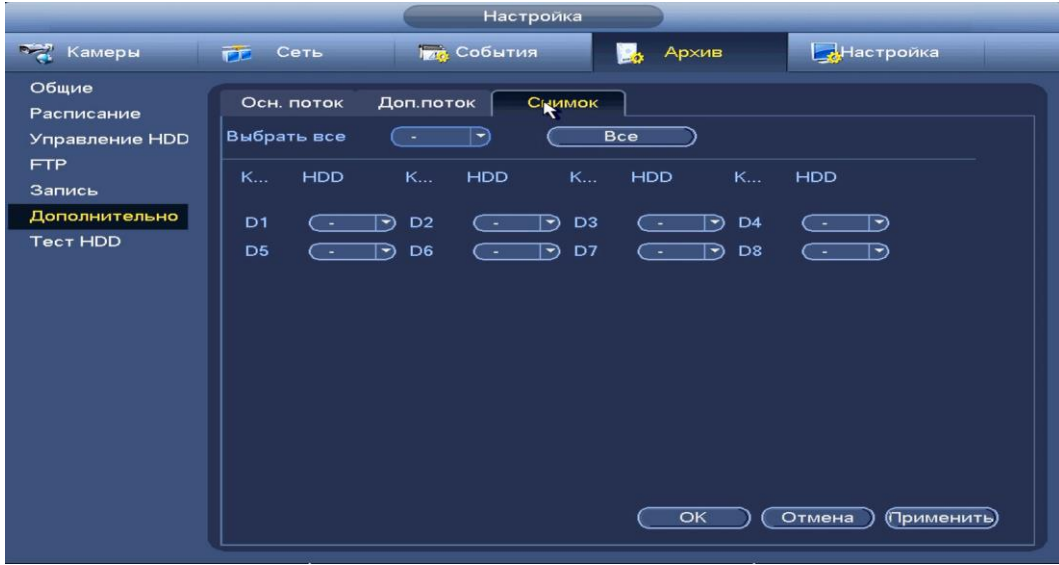 Настройка
Камеры Сеть События Архив Настройка
Общие
Расписание
Управление HDD
FTP
Запись
Дополнительно
Тест HDD
Осн. поток Доп.поток Снимок
Выбрать все - Все
К... HDD К... HDD К... HDD К... HDD
D1 - D2 - D3 - D4 -
D5 - D6 - D7 - D8 -
OK Отмена Применить